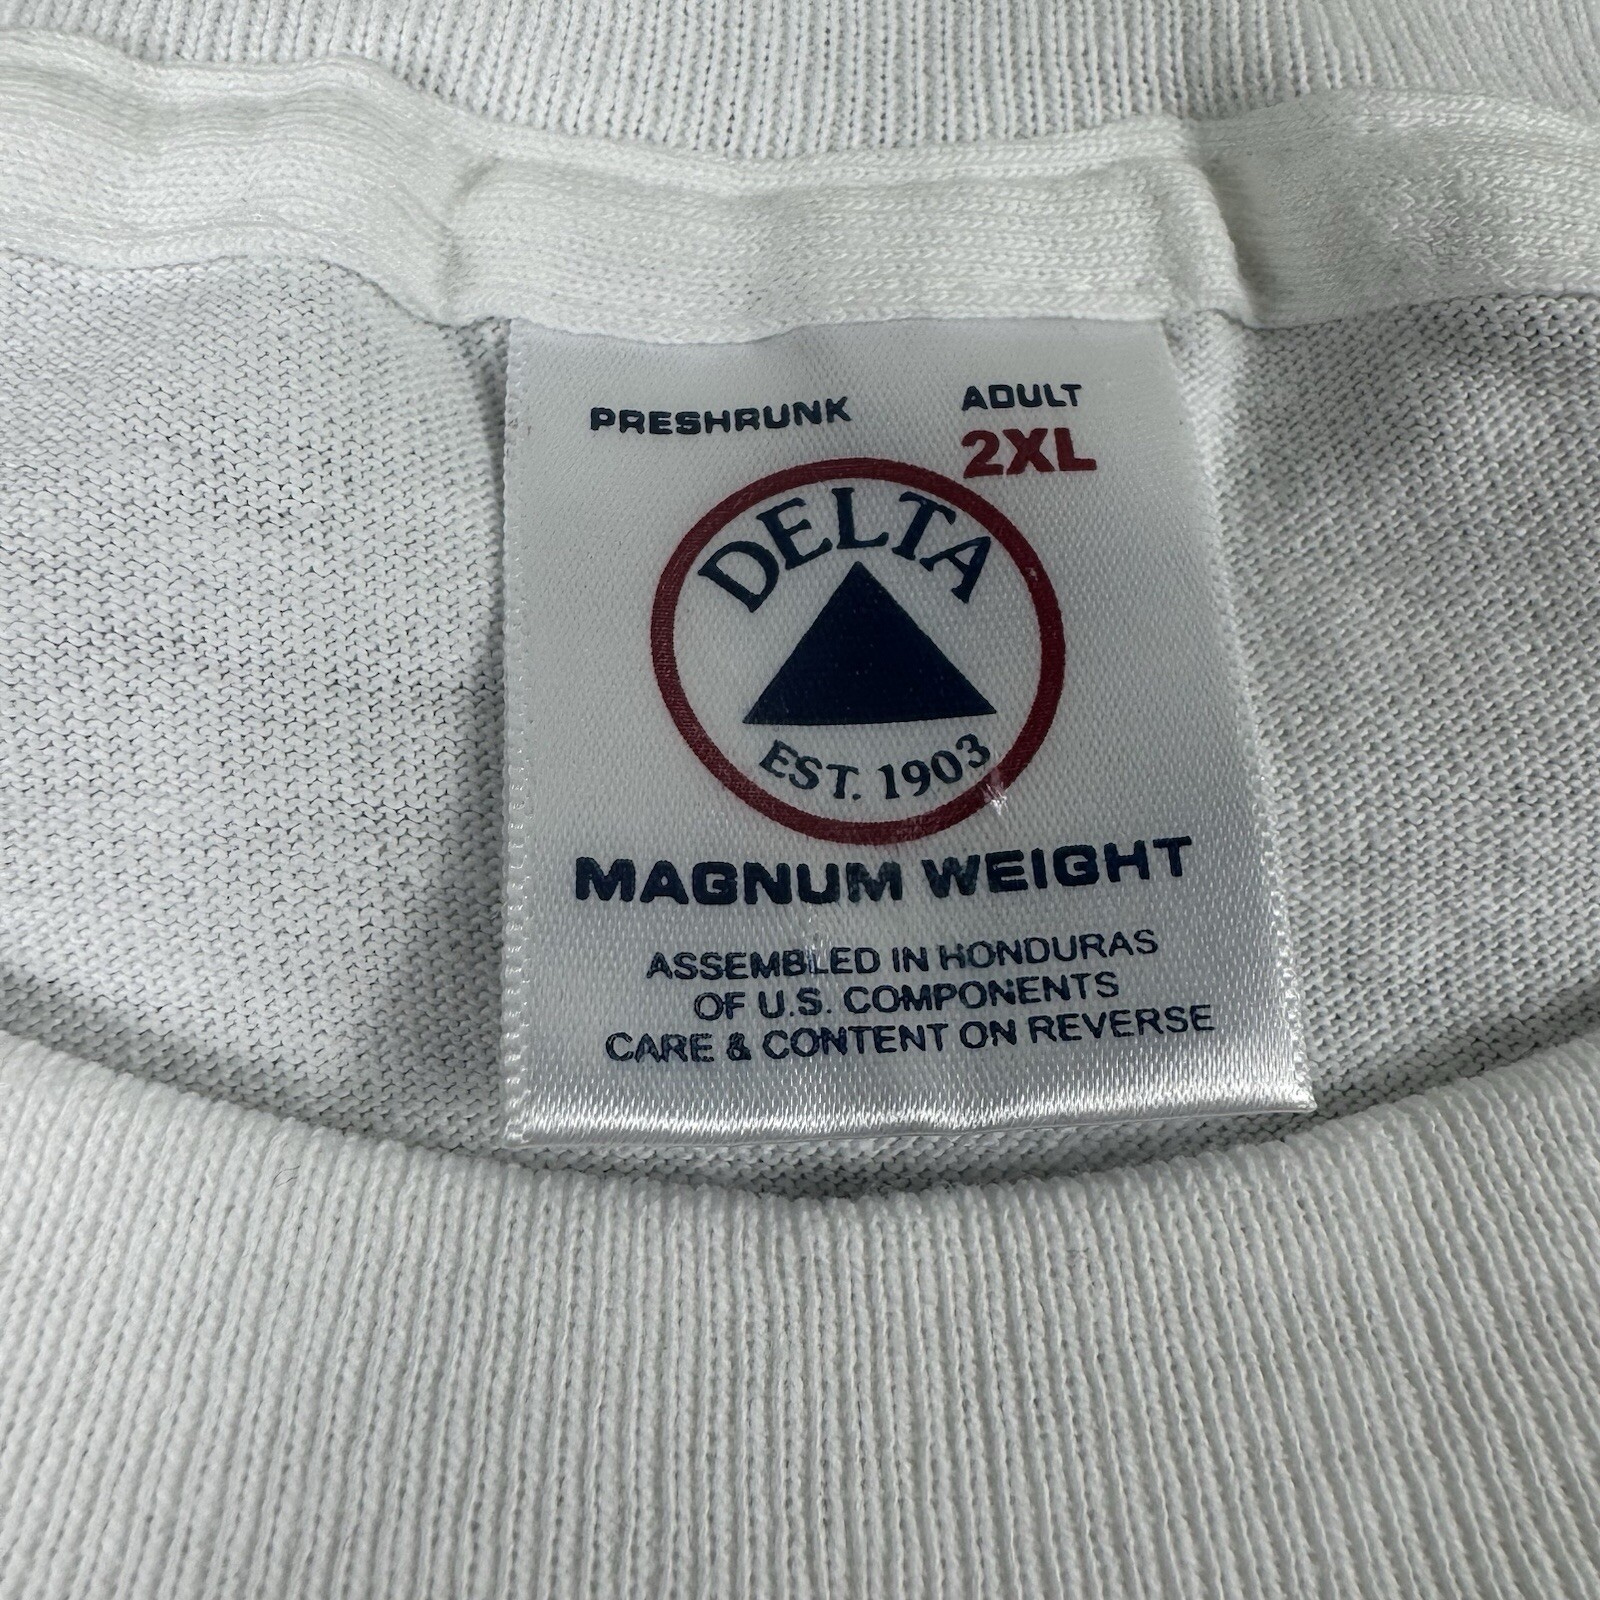 PRESHRUNK
ADULT
2XL
DELTA
EST. 1903
MAGNUM WEIGHT
ASSEMBLED IN HONDURAS
OF U.S. COMPONENTS
CARE & CONTENT ON REVERSE